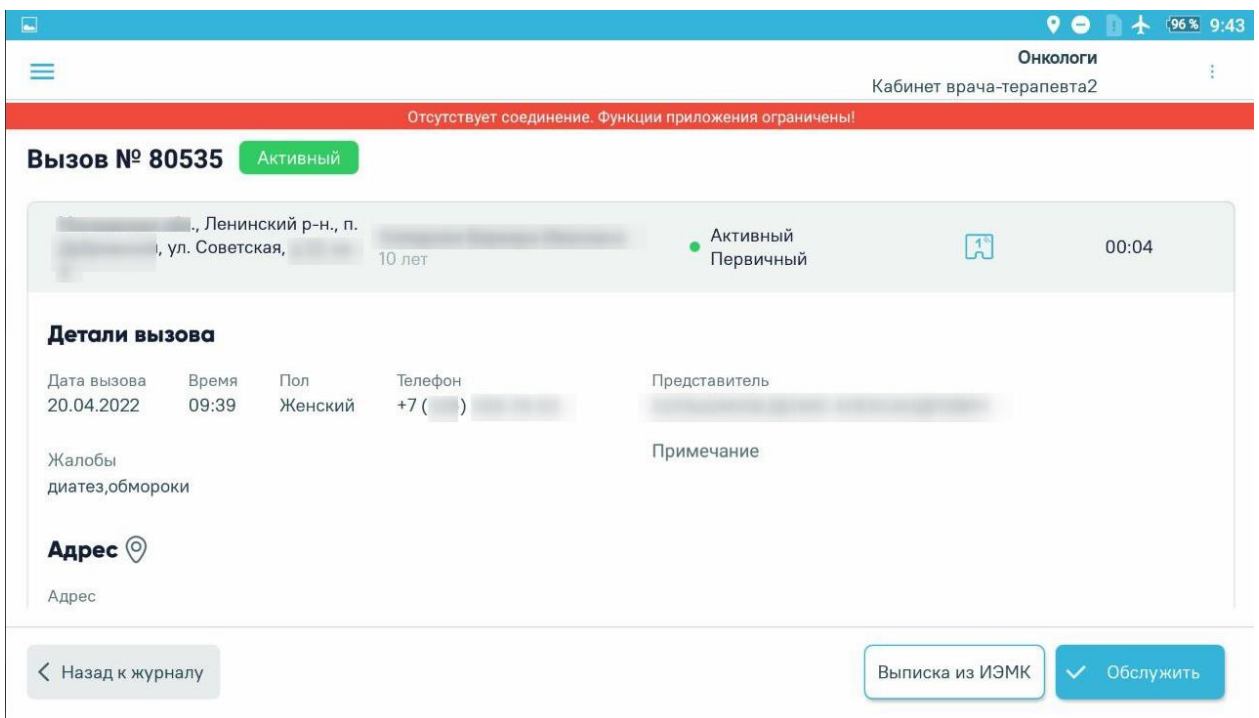 96 % 9:43
Онкологи
Кабинет врача-терапевта2
Отсутствует соединение. Функции приложения ограничены!
Вызов № 80535 Активный
., Ленинский р-н., п.
, ул. Советская,
10 лет
Активный
Первичный
1
00:04
Детали вызова
Дата вызова Время Пол Телефон Представитель
20.04.2022 09:39 Женский +7 ( )
Жалобы Примечание
диатез,обмороки
Адрес
Адрес
Назад к журналу Выписка из ИЭМК Обслужить